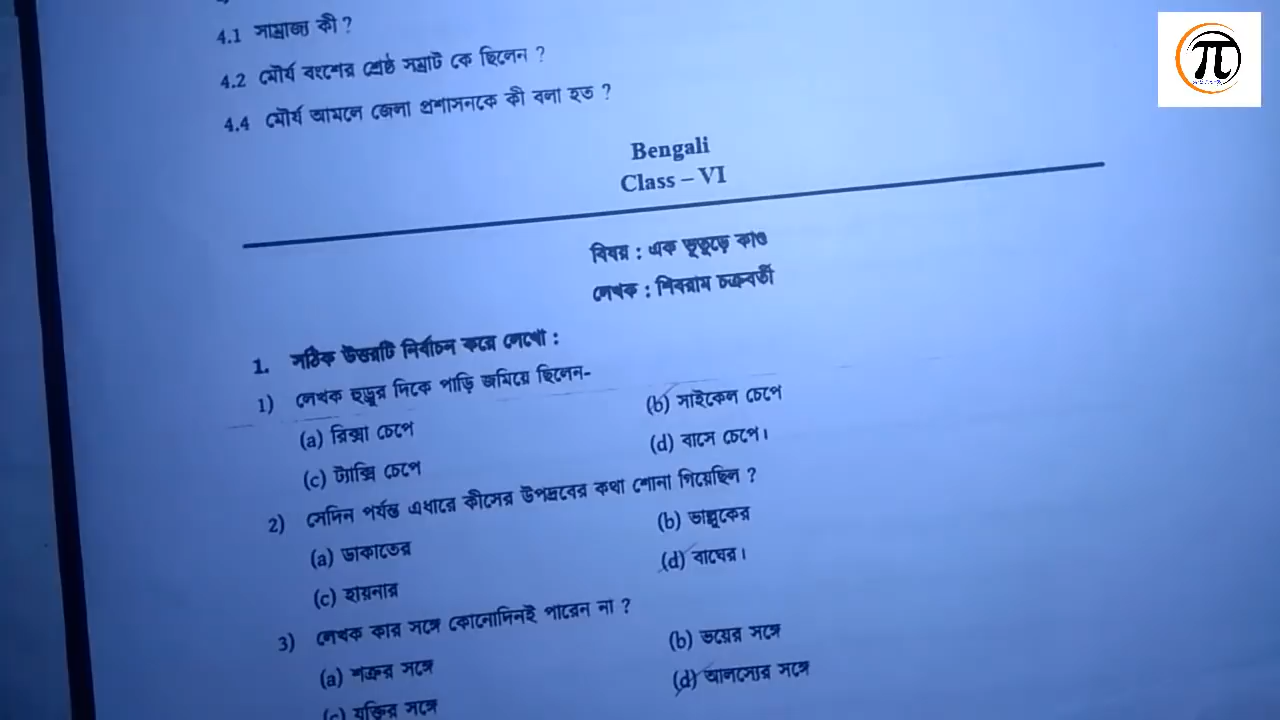 4.1 সাম্রাজ্য কী ?
4.2 মৌর্য বংশের শ্রেষ্ঠ সম্রাট কে ছিলেন ?
4.4 মৌর্য আমলে জেলা প্রশাসনকে কী বলা হত ?
π
Bengali
Class – VI
বিষয় : এক ভূতুড়ে কাণ্ড
লেখক : শিবরাম চক্রবর্তী
1. সঠিক উত্তরটি নির্বাচন করে লেখো :
1) লেখক হুড্রুর দিকে পাড়ি জমিয়ে ছিলেন-
(a) রিক্সা চেপে (b) সাইকেল চেপে
(c) ট্যাক্সি চেপে (d) বাসে চেপে।
2) সেদিন পর্যন্ত এধারে কীসের উপদ্রবের কথা শোনা গিয়েছিল ?
(a) ডাকাতের (b) ভাল্লুকের
(c) হায়নার (d) বাঘের।
3) লেখক কার সঙ্গে কোনোদিনই পারেন না ?
(a) শত্রুর সঙ্গে (b) ভয়ের সঙ্গে
(c) যুক্তির সঙ্গে (d) আলস্যের সঙ্গে